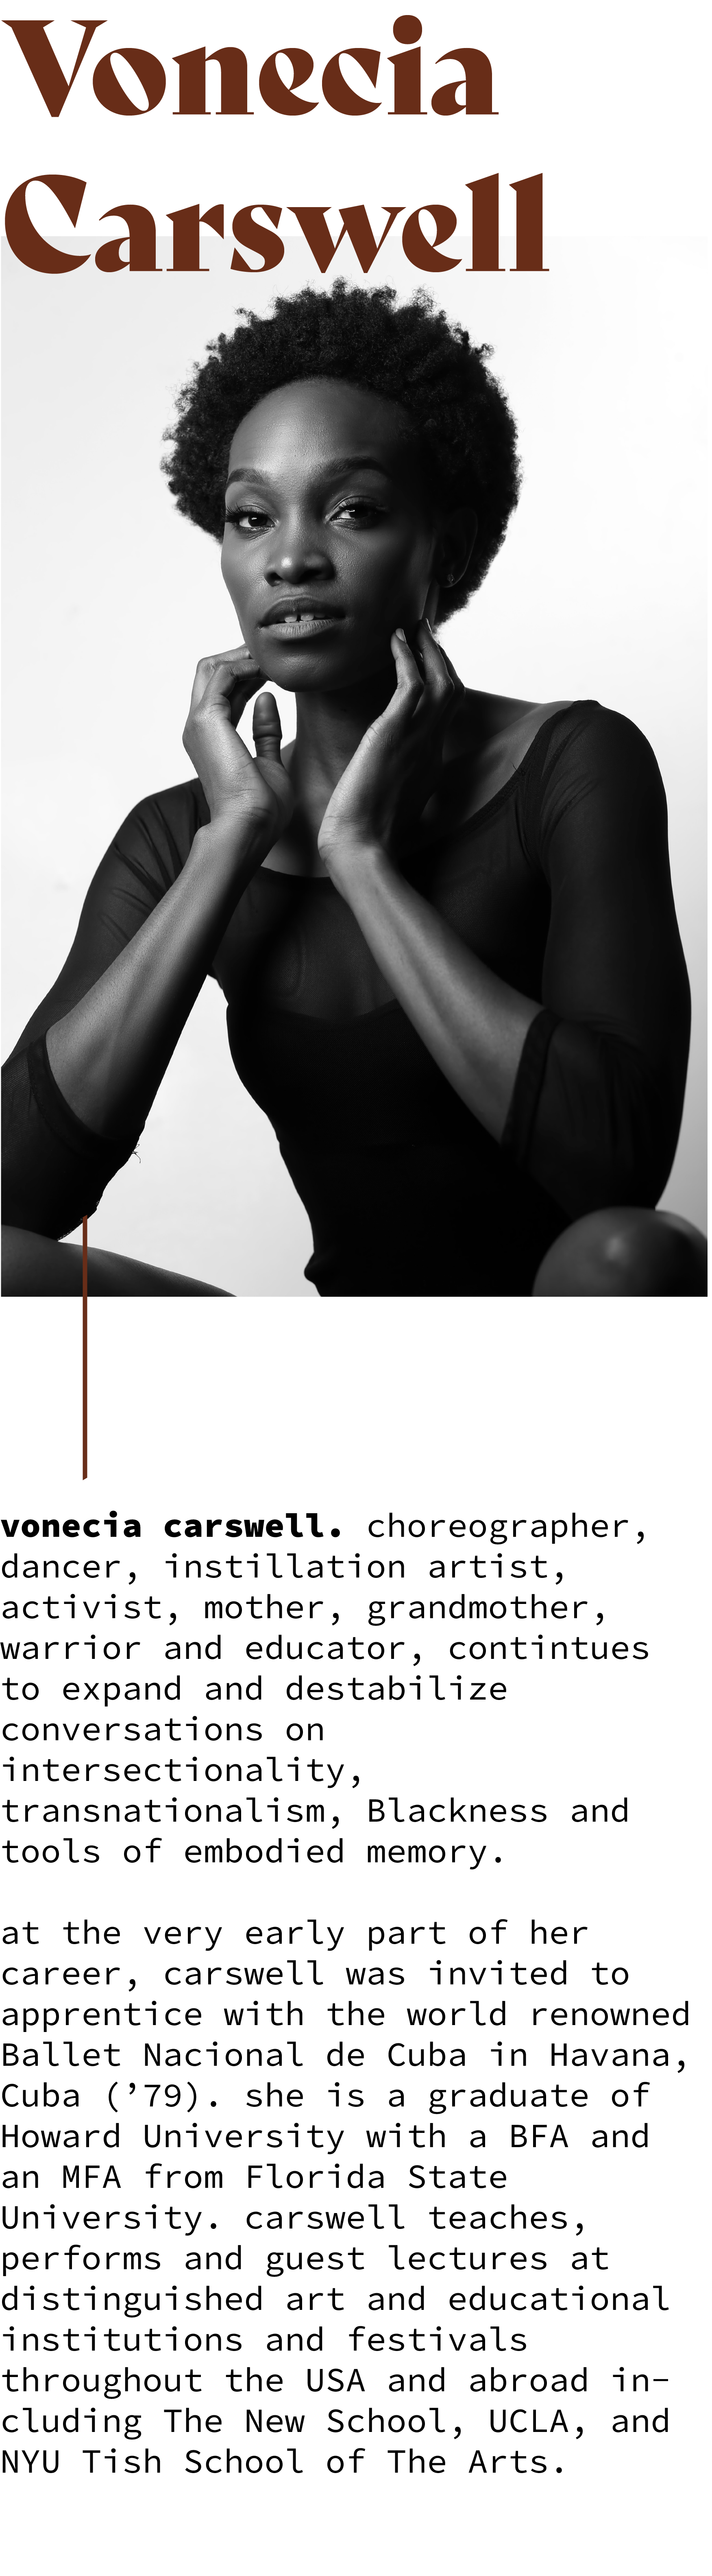 Vonecia
Carswell
vonecia carswell. choreographer,
dancer, instillation artist,
activist, mother, grandmother,
warrior and educator, contintues
to expand and destabilize
conversations on
intersectionality,
transnationalism, Blackness and
tools of embodied memory.
at the very early part of her
career, carswell was invited to
apprentice with the world renowned
Ballet Nacional de Cuba in Havana,
Cuba (’79). she is a graduate of
Howard University with a BFA and
an MFA from Florida State
University. carswell teaches,
performs and guest lectures at
distinguished art and educational
institutions and festivals
throughout the USA and abroad in-
cluding The New School, UCLA, and
NYU Tish School of The Arts.